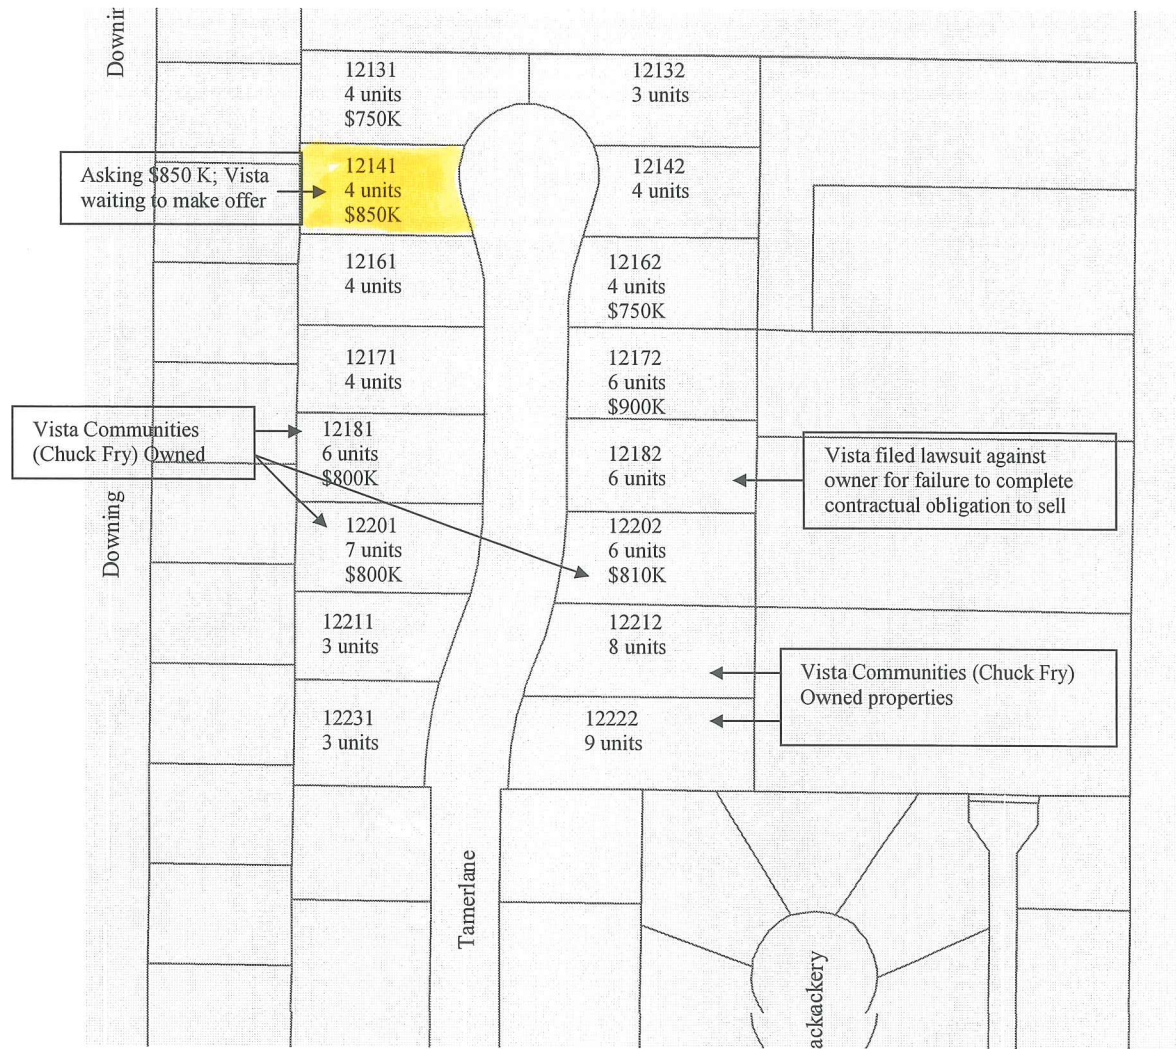 Downin
12131
4 units
$750K
12132
3 units
Asking $850 K; Vista
waiting to make offer
12141
4 units
$850K
12142
4 units
12161
4 units
12162
4 units
$750K
12171
4 units
12172
6 units
$900K
Vista Communities
(Chuck Fry) Owned
12181
6 units
$800K
12182
6 units
Vista filed lawsuit against
owner for failure to complete
contractual obligation to sell
Downing
12201
7 units
$800K
12202
6 units
$810K
12211
3 units
12212
8 units
Vista Communities (Chuck Fry)
Owned properties
12231
3 units
12222
9 units
Tamerlane
ackackery